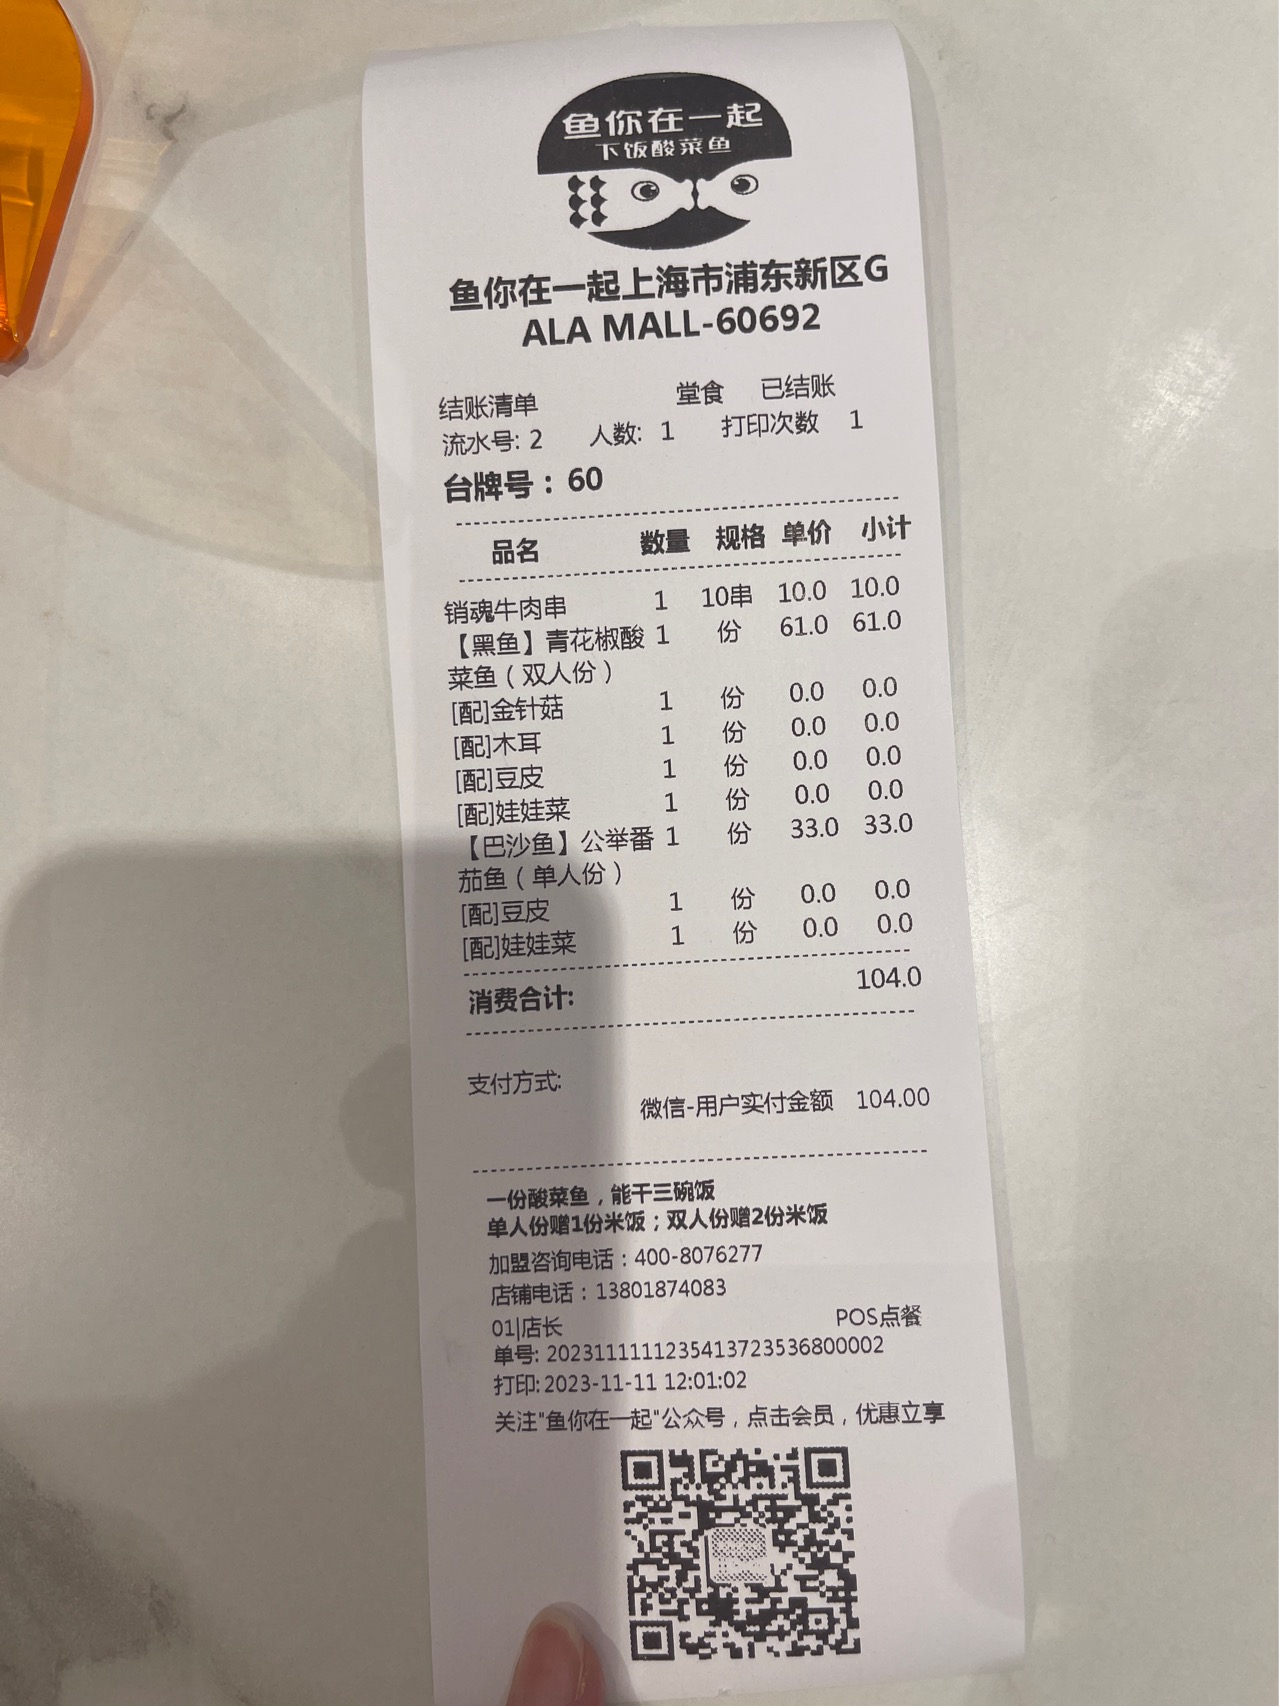 鱼你在一起
下饭酸菜鱼
鱼你在一起上海市浦东新区G
ALA MALL-60692
结账清单 堂食 已结账
流水号: 2 人数: 1 打印次数 1
台牌号：60
品名 数量 规格 单价 小计
销魂牛肉串 1 10串 10.0 10.0
【黑鱼】青花椒酸 1 份 61.0 61.0
菜鱼（双人份）
[配]金针菇 1 份 0.0 0.0
[配]木耳 1 份 0.0 0.0
[配]豆皮 1 份 0.0 0.0
[配]娃娃菜 1 份 0.0 0.0
【巴沙鱼】公举番 1 份 33.0 33.0
茄鱼（单人份）
[配]豆皮 1 份 0.0 0.0
[配]娃娃菜 1 份 0.0 0.0
消费合计: 104.0
支付方式:
微信-用户实付金额 104.00
一份酸菜鱼，能干三碗饭
单人份赠1份米饭；双人份赠2份米饭
加盟咨询电话：400-8076277
店铺电话：13801874083
01|店长 POS点餐
单号: 20231111112354137235368​00002
打印:2023-11-11 12:01:02
关注"鱼你在一起"公众号，点击会员，优惠立享